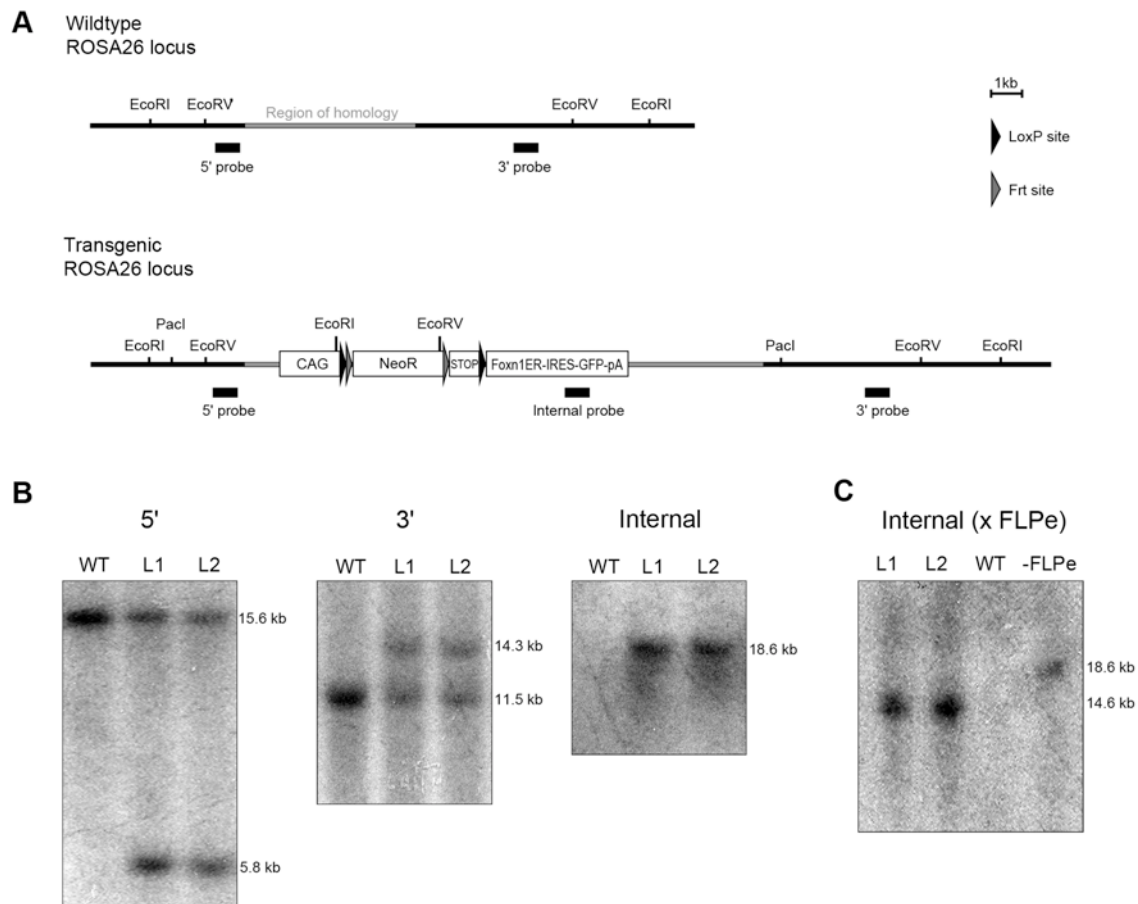 A
Wildtype
ROSA26 locus
EcoRI EcoRV Region of homology EcoRV EcoRI
5' probe 3' probe
1kb
LoxP site
Frt site
Transgenic
ROSA26 locus
EcoRI PacI EcoRV EcoRI EcoRV PacI EcoRV EcoRI
CAG NeoR STOP Foxn1ER-IRES-GFP-pA
5' probe Internal probe 3' probe
B
5'
WT L1 L2
15.6 kb
5.8 kb
3'
WT L1 L2
14.3 kb
11.5 kb
Internal
WT L1 L2
18.6 kb
C
Internal (x FLPe)
L1 L2 WT -FLPe
18.6 kb
14.6 kb